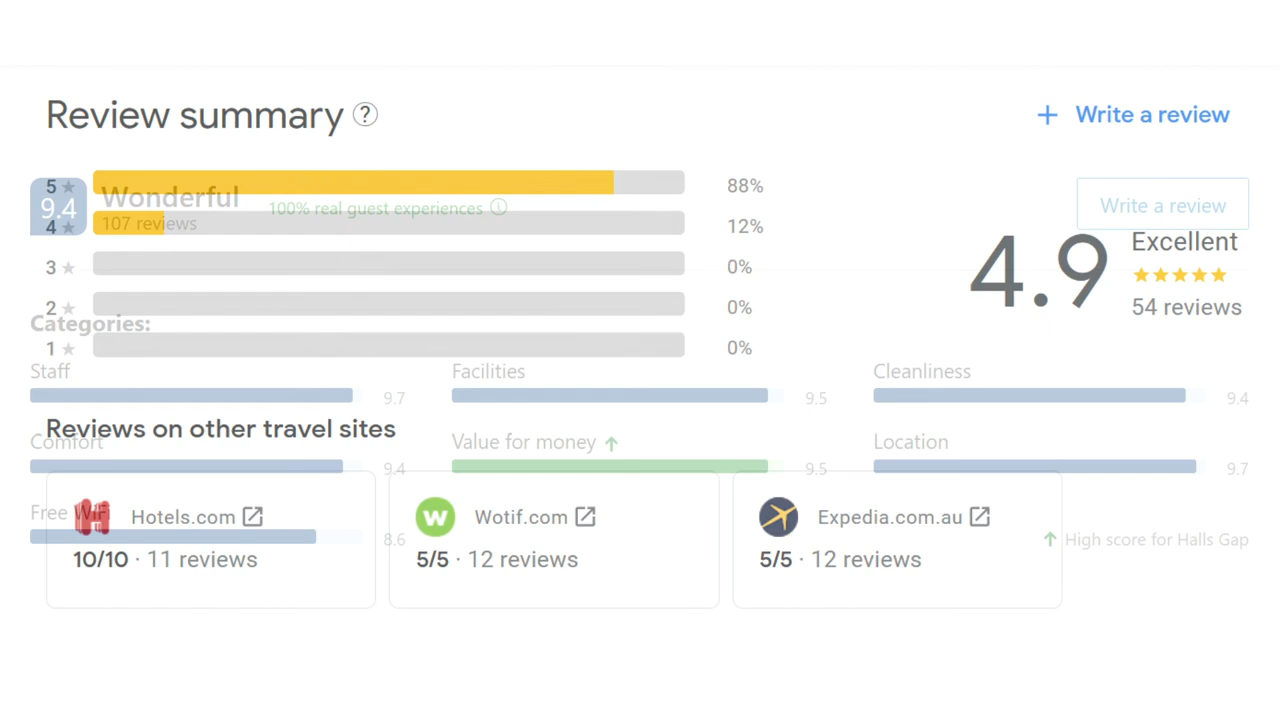 Review summary ?
+ Write a review
5 ★ 88%
Wonderful
9.4
100% real guest experiences
Write a review
107 reviews
4 ★ 12%
4.9
Excellent
54 reviews
3 ★ 0%
2 ★ 0%
Categories:
1 ★ 0%
Staff 9.7
Facilities 9.5
Cleanliness 9.4
Reviews on other travel sites
Comfort 9.4
Value for money ↑ 9.5
Location 9.7
Free WiFi 8.6
↑ High score for Halls Gap
Hotels.com
10/10 · 11 reviews
w
Wotif.com
5/5 · 12 reviews
Expedia.com.au
5/5 · 12 reviews